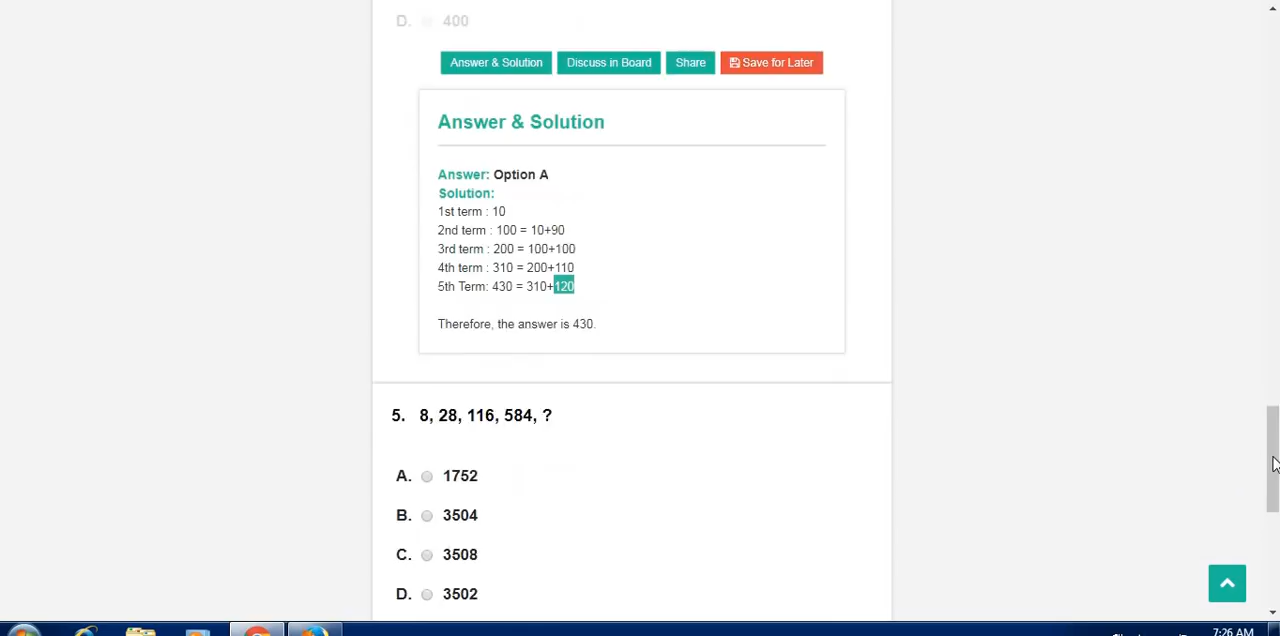 D. 400
Answer & Solution Discuss in Board Share Save for Later
Answer & Solution
Answer: Option A
Solution:
1st term : 10
2nd term : 100 = 10+90
3rd term : 200 = 100+100
4th term : 310 = 200+110
5th Term: 430 = 310+120
Therefore, the answer is 430.
5. 8, 28, 116, 584, ?
A. 1752
B. 3504
C. 3508
D. 3502
7:26 AM